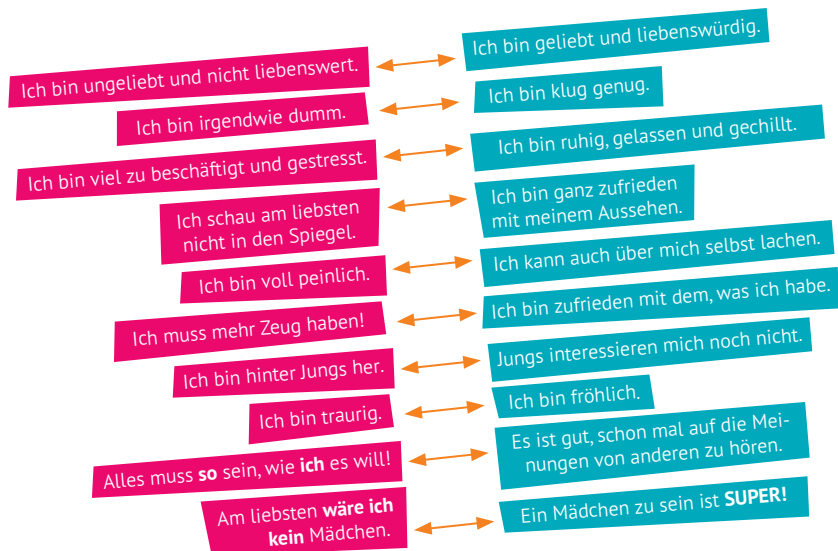 Ich bin ungeliebt und nicht liebenswert.
Ich bin geliebt und liebenswürdig.
Ich bin irgendwie dumm.
Ich bin klug genug.
Ich bin viel zu beschäftigt und gestresst.
Ich bin ruhig, gelassen und gechillt.
Ich schau am liebsten
nicht in den Spiegel.
Ich bin ganz zufrieden
mit meinem Aussehen.
Ich bin voll peinlich.
Ich kann auch über mich selbst lachen.
Ich muss mehr Zeug haben!
Ich bin zufrieden mit dem, was ich habe.
Ich bin hinter Jungs her.
Jungs interessieren mich noch nicht.
Ich bin traurig.
Ich bin fröhlich.
Alles muss so sein, wie ich es will!
Es ist gut, schon mal auf die Mei-
nungen von anderen zu hören.
Am liebsten wäre ich
kein Mädchen.
Ein Mädchen zu sein ist SUPER!